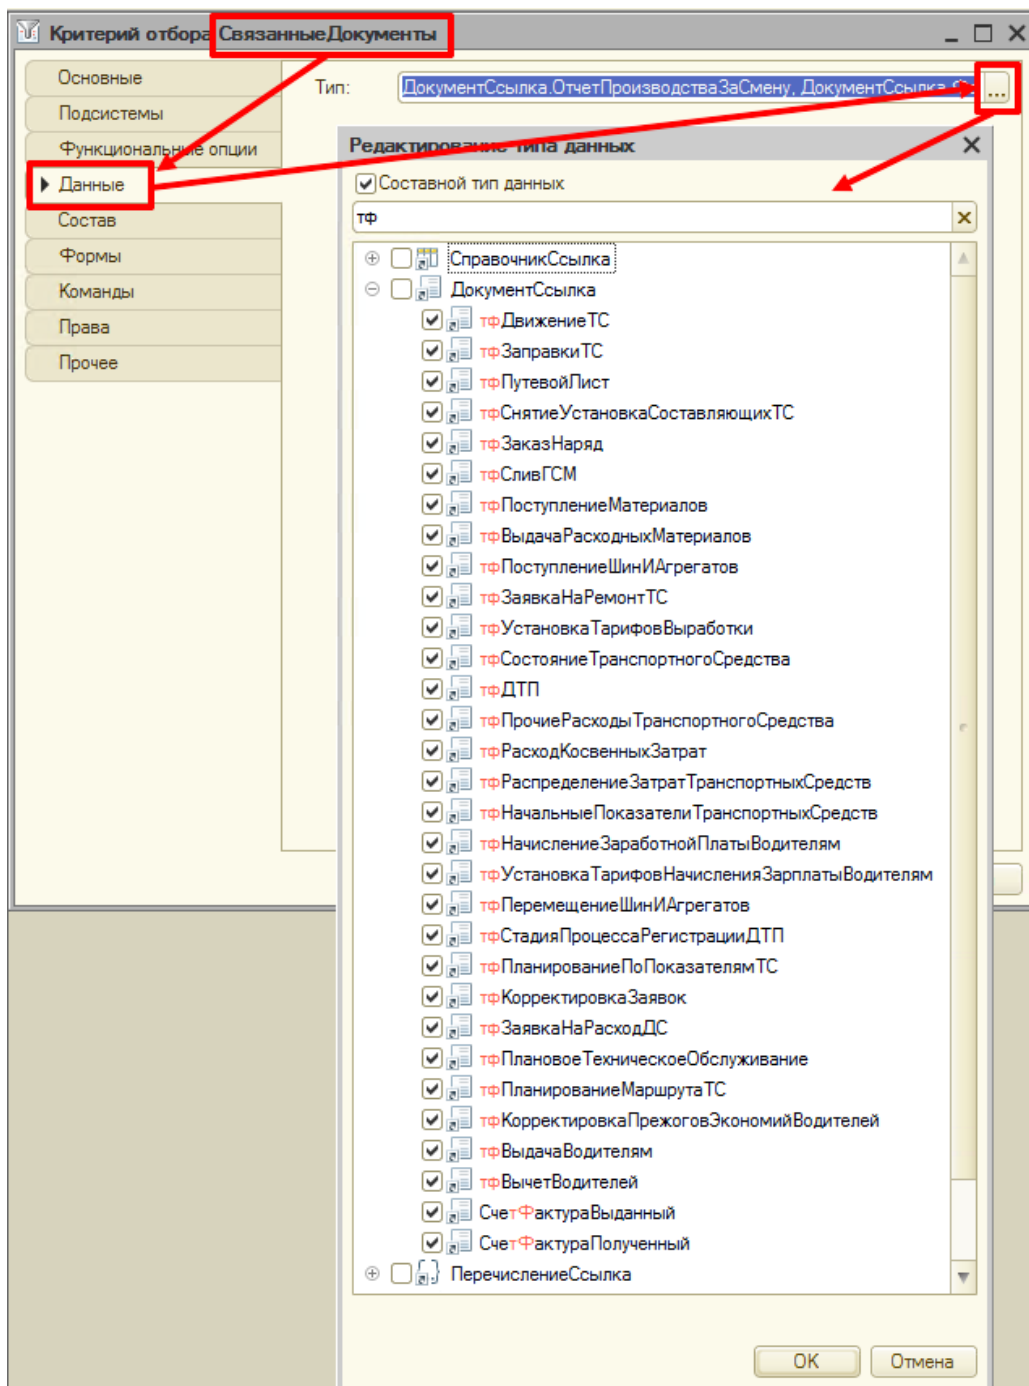 Критерий отбора СвязанныеДокументы
Основные
Подсистемы
Функциональные опции
Данные
Состав
Формы
Команды
Права
Прочее
Тип:
ДокументСсылка.ОтчетПроизводстваЗаСмену, ДокументСсылка.
...
Редактирование типа данных
Составной тип данных
тф
СправочникСсылка
ДокументСсылка
тфДвижениеТС
тфЗаправкиТС
тфПутевойЛист
тфСнятиеУстановкаСоставляющихТС
тфЗаказНаряд
тфСливГСМ
тфПоступлениеМатериалов
тфВыдачаРасходныхМатериалов
тфПоступлениеШинИАгрегатов
тфЗаявкаНаРемонтТС
тфУстановкаТарифовВыработки
тфСостояниеТранспортногоСредства
тфДТП
тфПрочиеРасходыТранспортногоСредства
тфРасходКосвенныхЗатрат
тфРаспределениеЗатратТранспортныхСредств
тфНачальныеПоказателиТранспортныхСредств
тфНачислениеЗаработнойПлатыВодителям
тфУстановкаТарифовНачисленияЗарплатыВодителям
тфПеремещениеШинИАгрегатов
тфСтадияПроцессаРегистрацииДТП
тфПланированиеПоПоказателямТС
тфКорректировкаЗаявок
тфЗаявкаНаРасходДС
тфПлановоеТехническоеОбслуживание
тфПланированиеМаршрутаТС
тфКорректировкаПрежоговЭкономийВодителей
тфВыдачаВодителям
тфВычетВодителей
СчетФактураВыданный
СчетФактураПолученный
ПеречислениеСсылка
ОК
Отмена